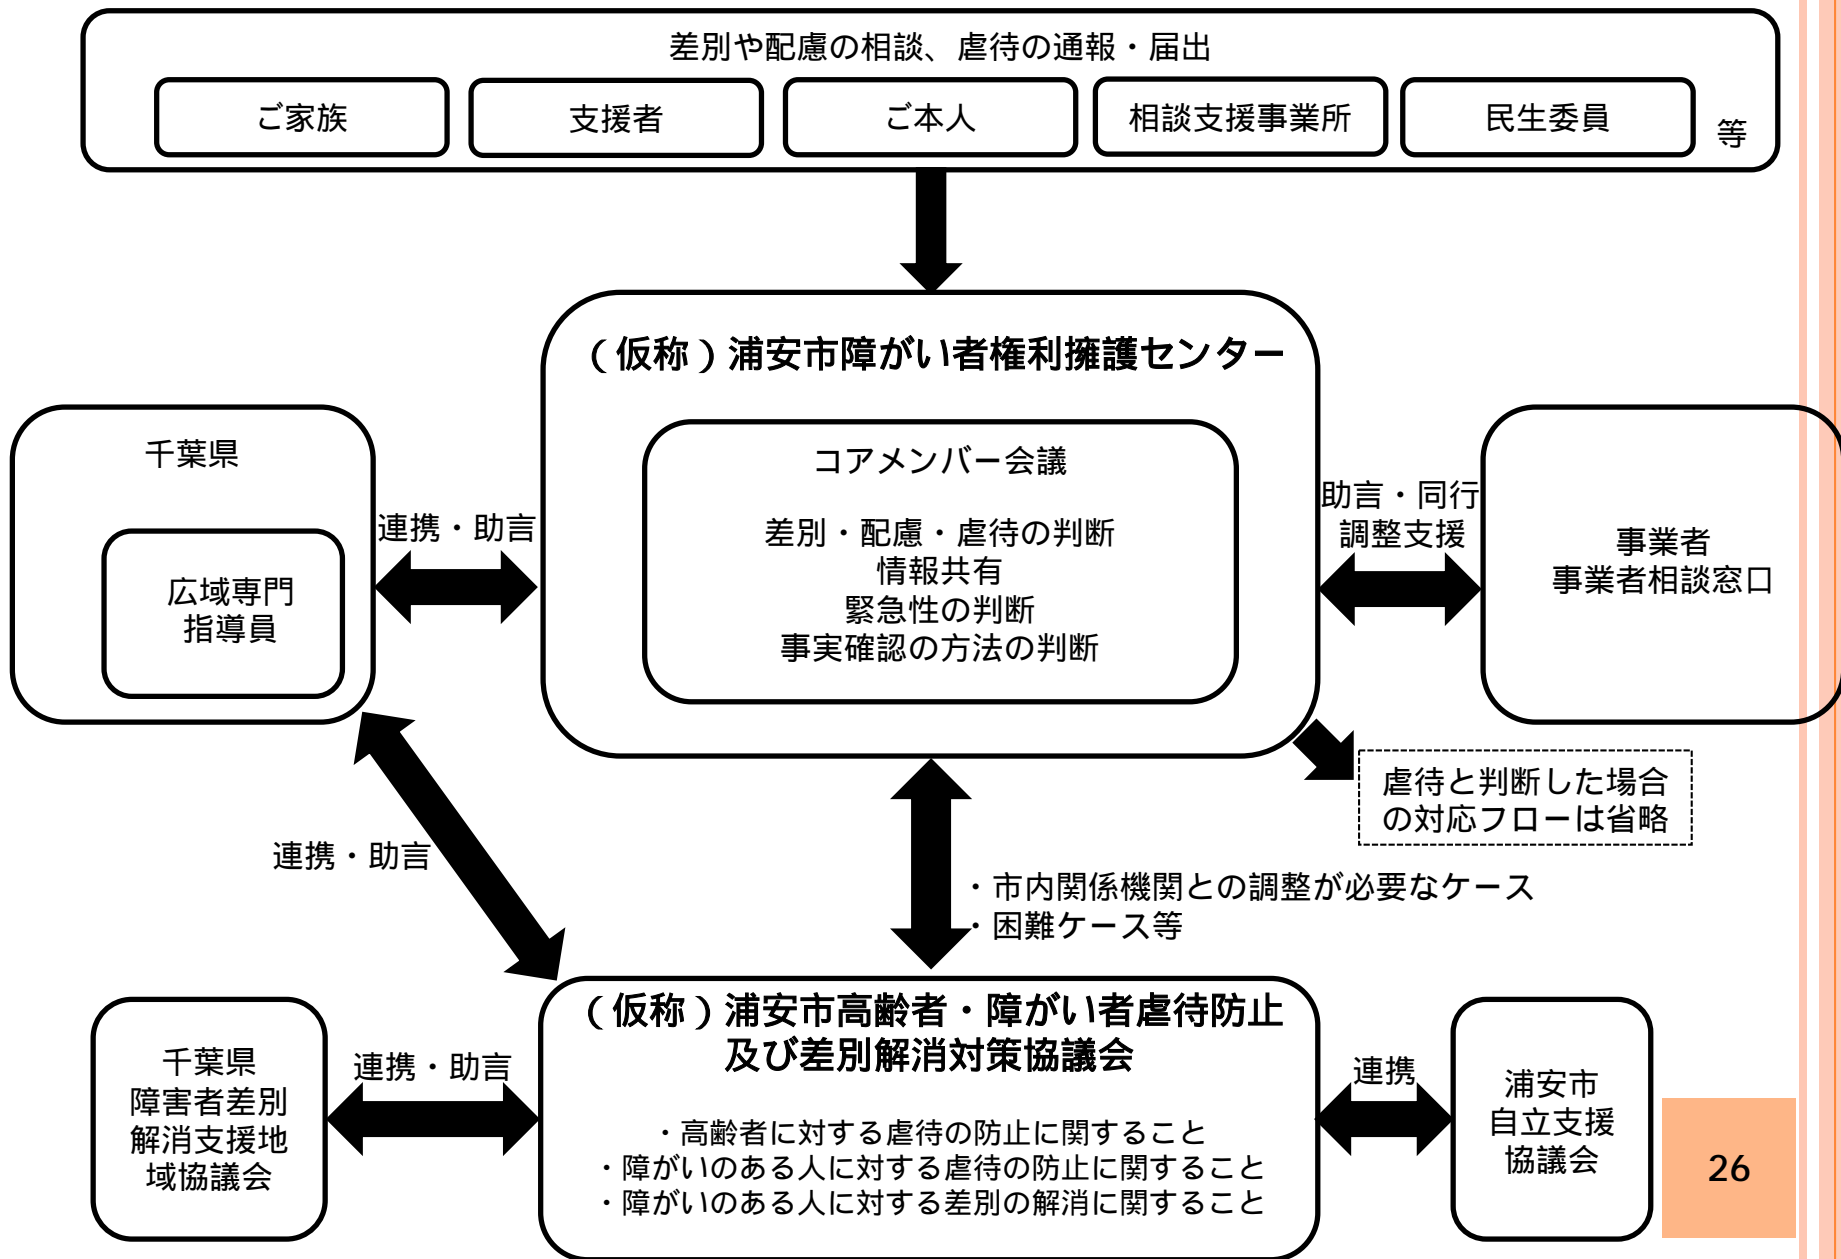 差別や配慮の相談、虐待の通報・届出
ご家族
支援者
ご本人
相談支援事業所
民生委員
等
（仮称）浦安市障がい者権利擁護センター
コアメンバー会議
差別・配慮・虐待の判断
情報共有
緊急性の判断
事実確認の方法の判断
千葉県
広域専門
指導員
連携・助言
助言・同行
調整支援
事業者
事業者相談窓口
虐待と判断した場合
の対応フローは省略
連携・助言
・市内関係機関との調整が必要なケース
・困難ケース等
（仮称）浦安市高齢者・障がい者虐待防止
及び差別解消対策協議会
・高齢者に対する虐待の防止に関すること
・障がいのある人に対する虐待の防止に関すること
・障がいのある人に対する差別の解消に関すること
千葉県
障害者差別
解消支援地
域協議会
連携・助言
連携
浦安市
自立支援
協議会
26